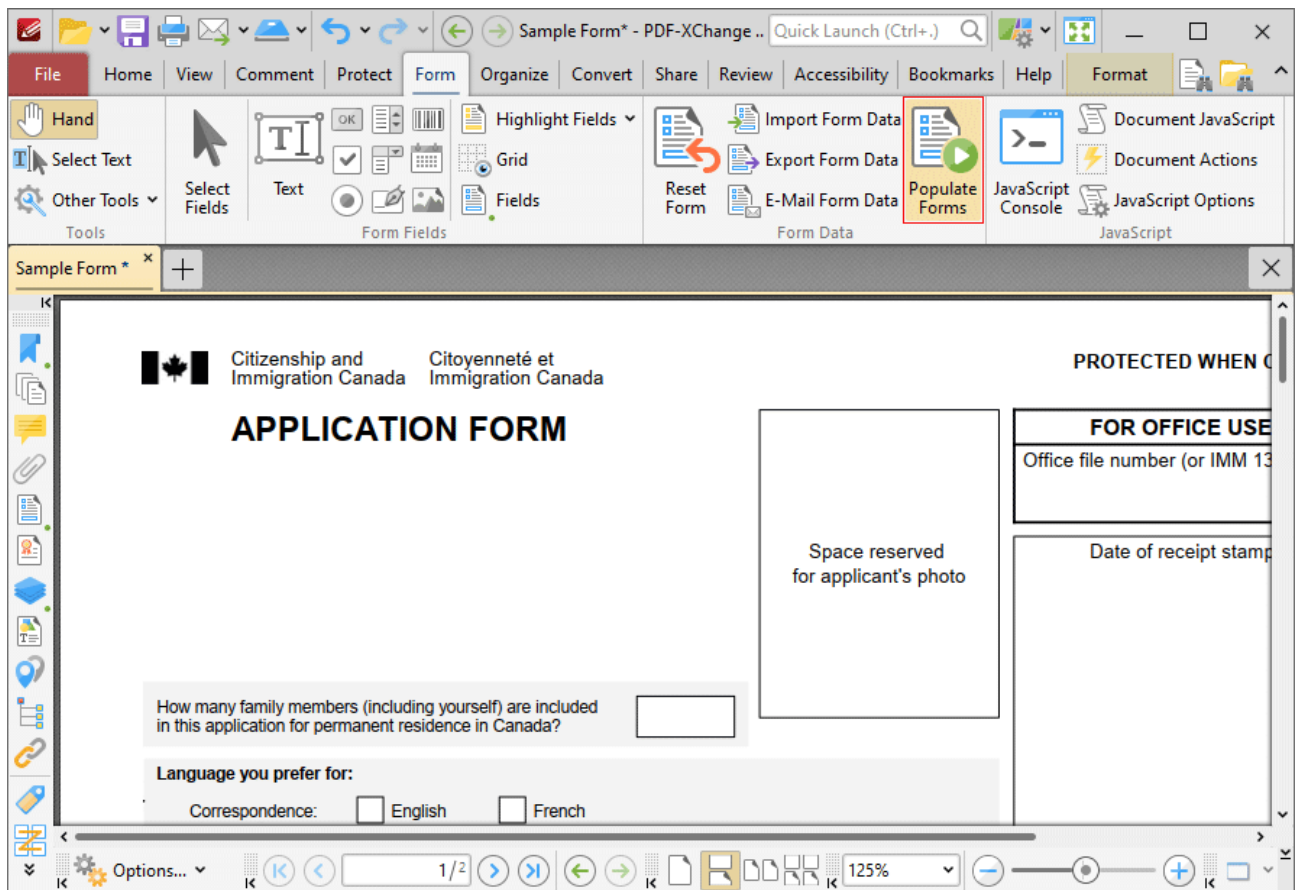 Sample Form* - PDF-XChange ..
Quick Launch (Ctrl+.)
File Home View Comment Protect Form Organize Convert Share Review Accessibility Bookmarks Help Format
Hand
Select Text
Other Tools
Tools
Select Fields
T
Text
OK
Highlight Fields
Grid
Fields
Form Fields
Reset Form
Import Form Data
Export Form Data
E-Mail Form Data
Populate Forms
Form Data
JavaScript Console
Document JavaScript
Document Actions
JavaScript Options
JavaScript
Sample Form *
Citizenship and
Immigration Canada
Citoyenneté et
Immigration Canada
PROTECTED WHEN
APPLICATION FORM
FOR OFFICE USE
Office file number (or IMM 13
Space reserved
for applicant's photo
Date of receipt stamp
How many family members (including yourself) are included
in this application for permanent residence in Canada?
Language you prefer for:
Correspondence: English French
Options...
1/2
125%